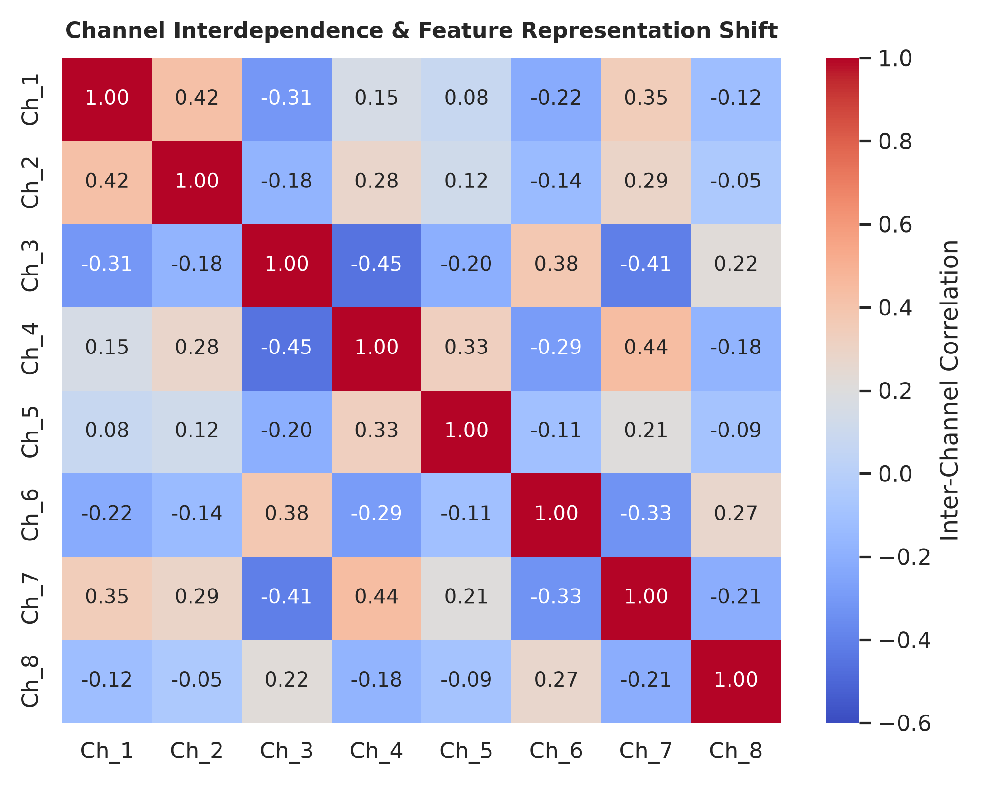 Channel Interdependence & Feature Representation Shift
Ch_1 1.00 0.42 -0.31 0.15 0.08 -0.22 0.35 -0.12
Ch_2 0.42 1.00 -0.18 0.28 0.12 -0.14 0.29 -0.05
Ch_3 -0.31 -0.18 1.00 -0.45 -0.20 0.38 -0.41 0.22
Ch_4 0.15 0.28 -0.45 1.00 0.33 -0.29 0.44 -0.18
Ch_5 0.08 0.12 -0.20 0.33 1.00 -0.11 0.21 -0.09
Ch_6 -0.22 -0.14 0.38 -0.29 -0.11 1.00 -0.33 0.27
Ch_7 0.35 0.29 -0.41 0.44 0.21 -0.33 1.00 -0.21
Ch_8 -0.12 -0.05 0.22 -0.18 -0.09 0.27 -0.21 1.00
Ch_1 Ch_2 Ch_3 Ch_4 Ch_5 Ch_6 Ch_7 Ch_8
1.0
0.8
0.6
0.4
0.2
0.0
−0.2
−0.4
−0.6
Inter-Channel Correlation